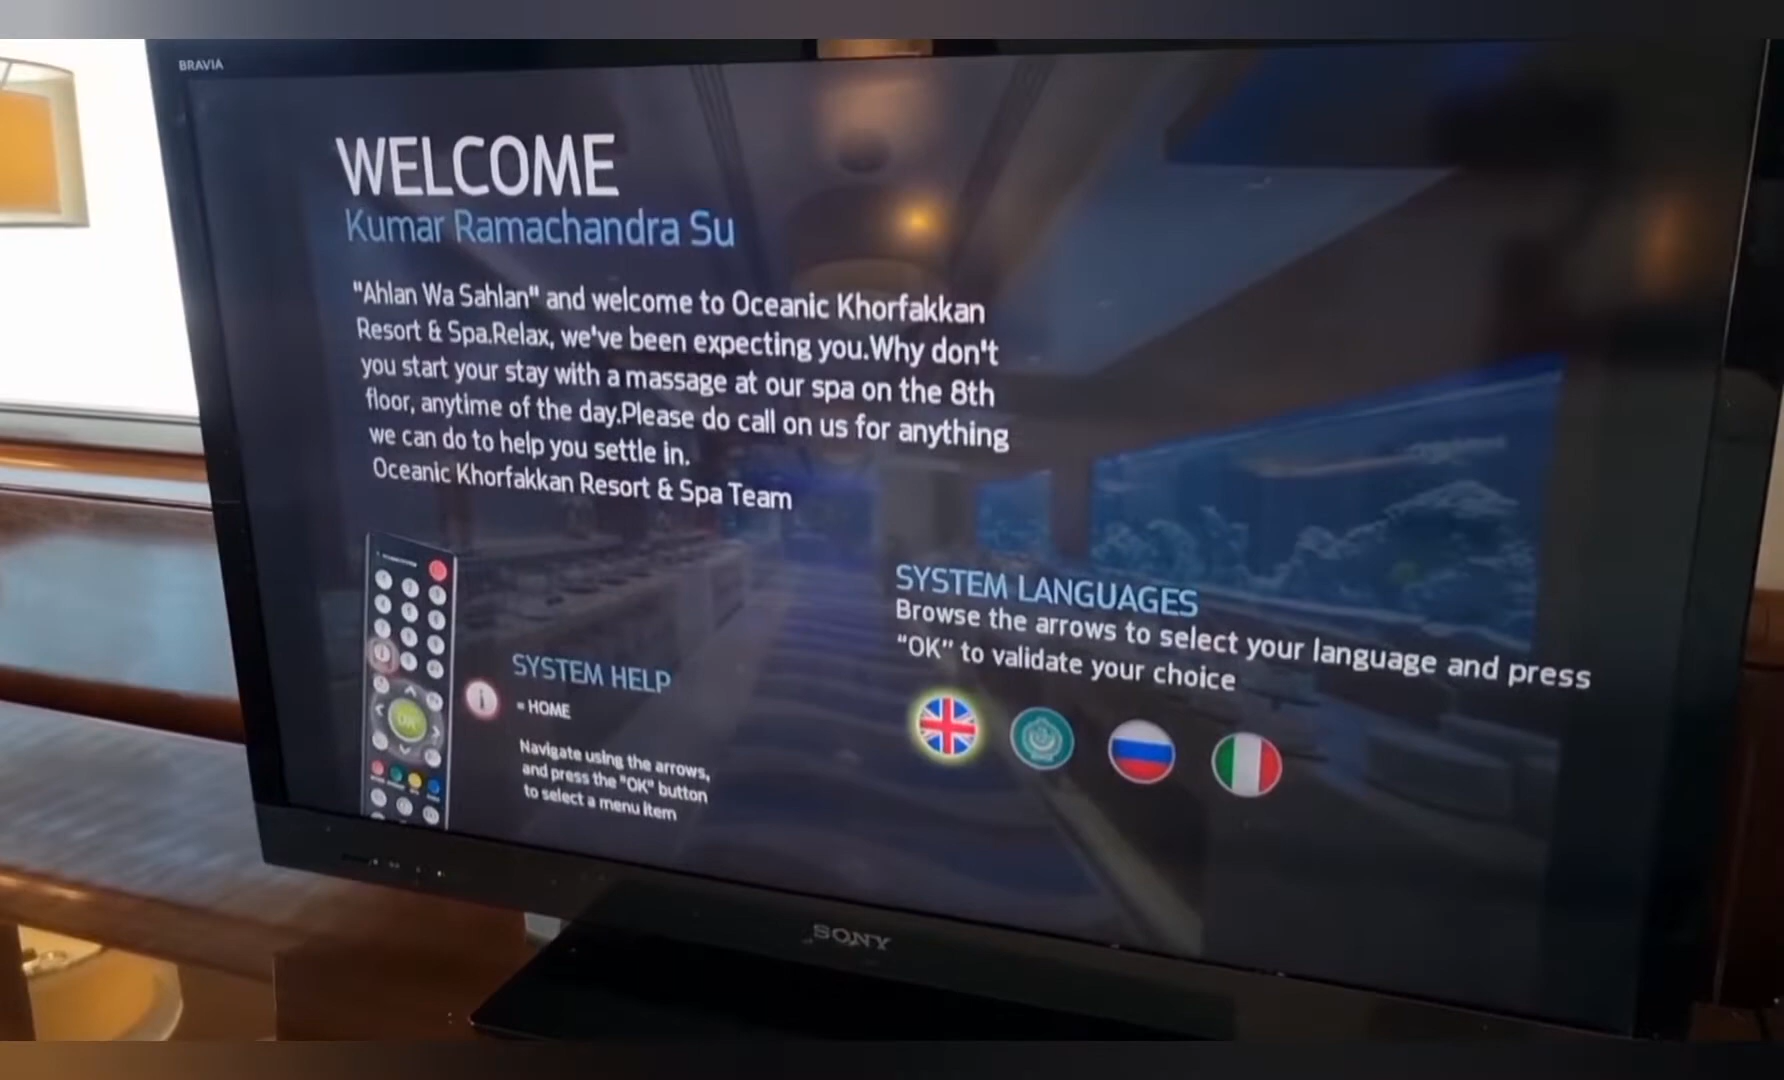 BRAVIA
WELCOME
Kumar Ramachandra Su
"Ahlan Wa Sahlan" and welcome to Oceanic Khorfakkan
Resort & Spa.Relax, we've been expecting you.Why don't
you start your stay with a massage at our spa on the 8th
floor, anytime of the day.Please do call on us for anything
we can do to help you settle in.
Oceanic Khorfakkan Resort & Spa Team
SYSTEM LANGUAGES
Browse the arrows to select your language and press
"OK" to validate your choice
SYSTEM HELP
i = HOME
Navigate using the arrows,
and press the "OK" button
to select a menu item
OK
SONY